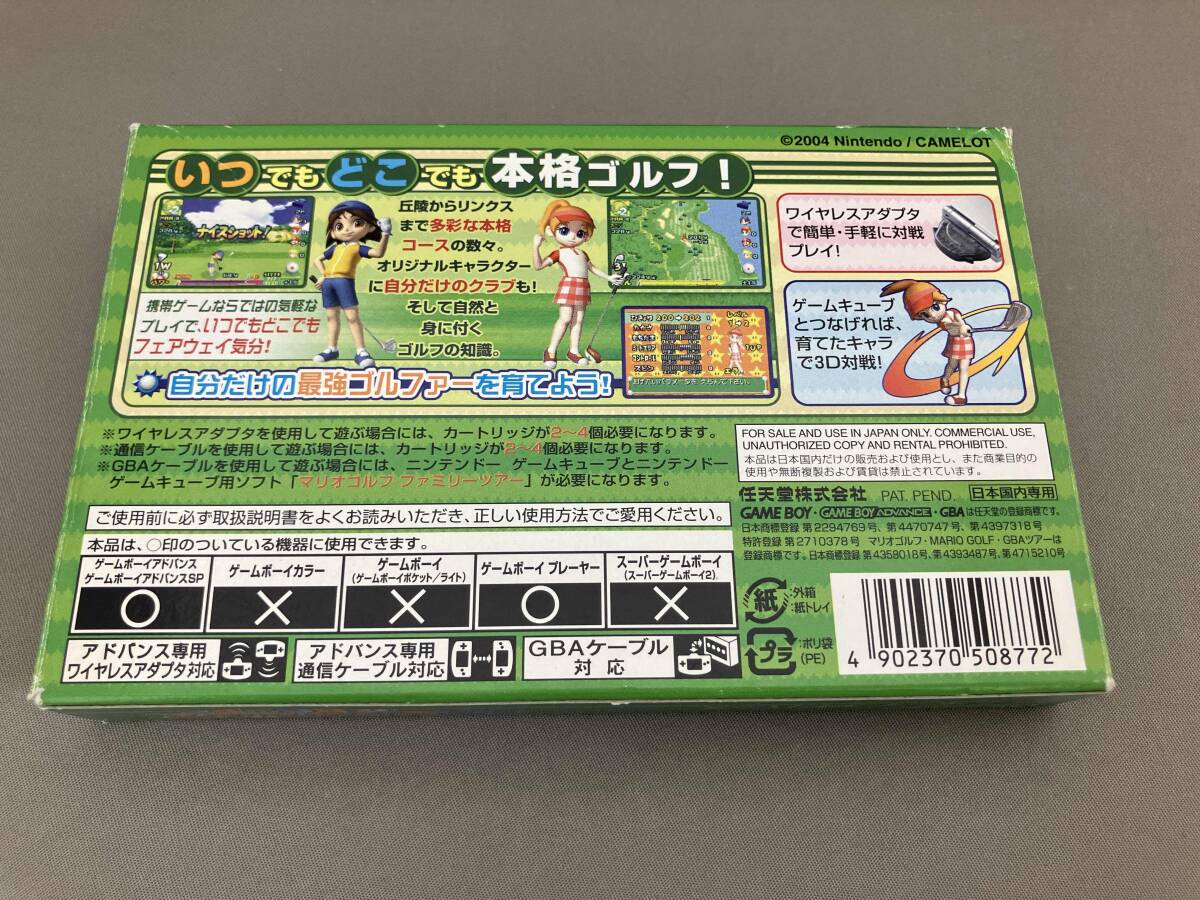 ©2004 Nintendo / CAMELOT
いつでもどこでも本格ゴルフ!
ナイスショット!
1W
丘陵からリンクス
まで多彩な本格
コースの数々。
オリジナルキャラクター
に自分だけのクラブも!
そして自然と
身に付く
ゴルフの知識。
携帯ゲームならではの気軽な
プレイで、いつでもどこでも
フェアウェイ気分!
自分だけの最強ゴルファーを育てよう!
ひきょり 200→202
レベル
1→2
スピン
ワイヤレスアダプタ
で簡単・手軽に対戦
プレイ!
ゲームキューブ
とつなげれば、
育てたキャラ
で3D対戦!
※ワイヤレスアダプタを使用して遊ぶ場合には、カートリッジが2〜4個必要になります。
※通信ケーブルを使用して遊ぶ場合には、カートリッジが2〜4個必要になります。
※GBAケーブルを使用して遊ぶ場合には、ニンテンドー ゲームキューブとニンテンドー
ゲームキューブ用ソフト「マリオゴルフ ファミリーツアー」が必要になります。
ご使用前に必ず取扱説明書をよくお読みいただき、正しい使用方法でご愛用ください。
本品は、○印のついている機器に使用できます。
ゲームボーイアドバンス
ゲームボーイアドバンスSP
ゲームボーイカラー
ゲームボーイ
(ゲームボーイポケット/ライト)
ゲームボーイ プレーヤー
スーパーゲームボーイ
(スーパーゲームボーイ2)
○
×
×
○
×
アドバンス専用
ワイヤレスアダプタ対応
アドバンス専用
通信ケーブル対応
GBAケーブル
対応
FOR SALE AND USE IN JAPAN ONLY. COMMERCIAL USE,
UNAUTHORIZED COPY AND RENTAL PROHIBITED.
本品は日本国内だけの販売および使用とし、また商業目的の
使用や無断複製および賃貸は禁止されています。
任天堂株式会社 PAT. PEND. 日本国内専用
GAME BOY・GAME BOY ADVANCE・GBAは任天堂の登録商標です。
日本商標登録 第2294769号、第4470747号、第4397318号
特許登録 第2710378号 マリオゴルフ・MARIO GOLF・GBAツアーは
登録商標です。日本商標登録 第4358018号、第4393487号、第4715210号
紙
:外箱
:紙トレイ
プラ
:ポリ袋
(PE)
4 902370 508772